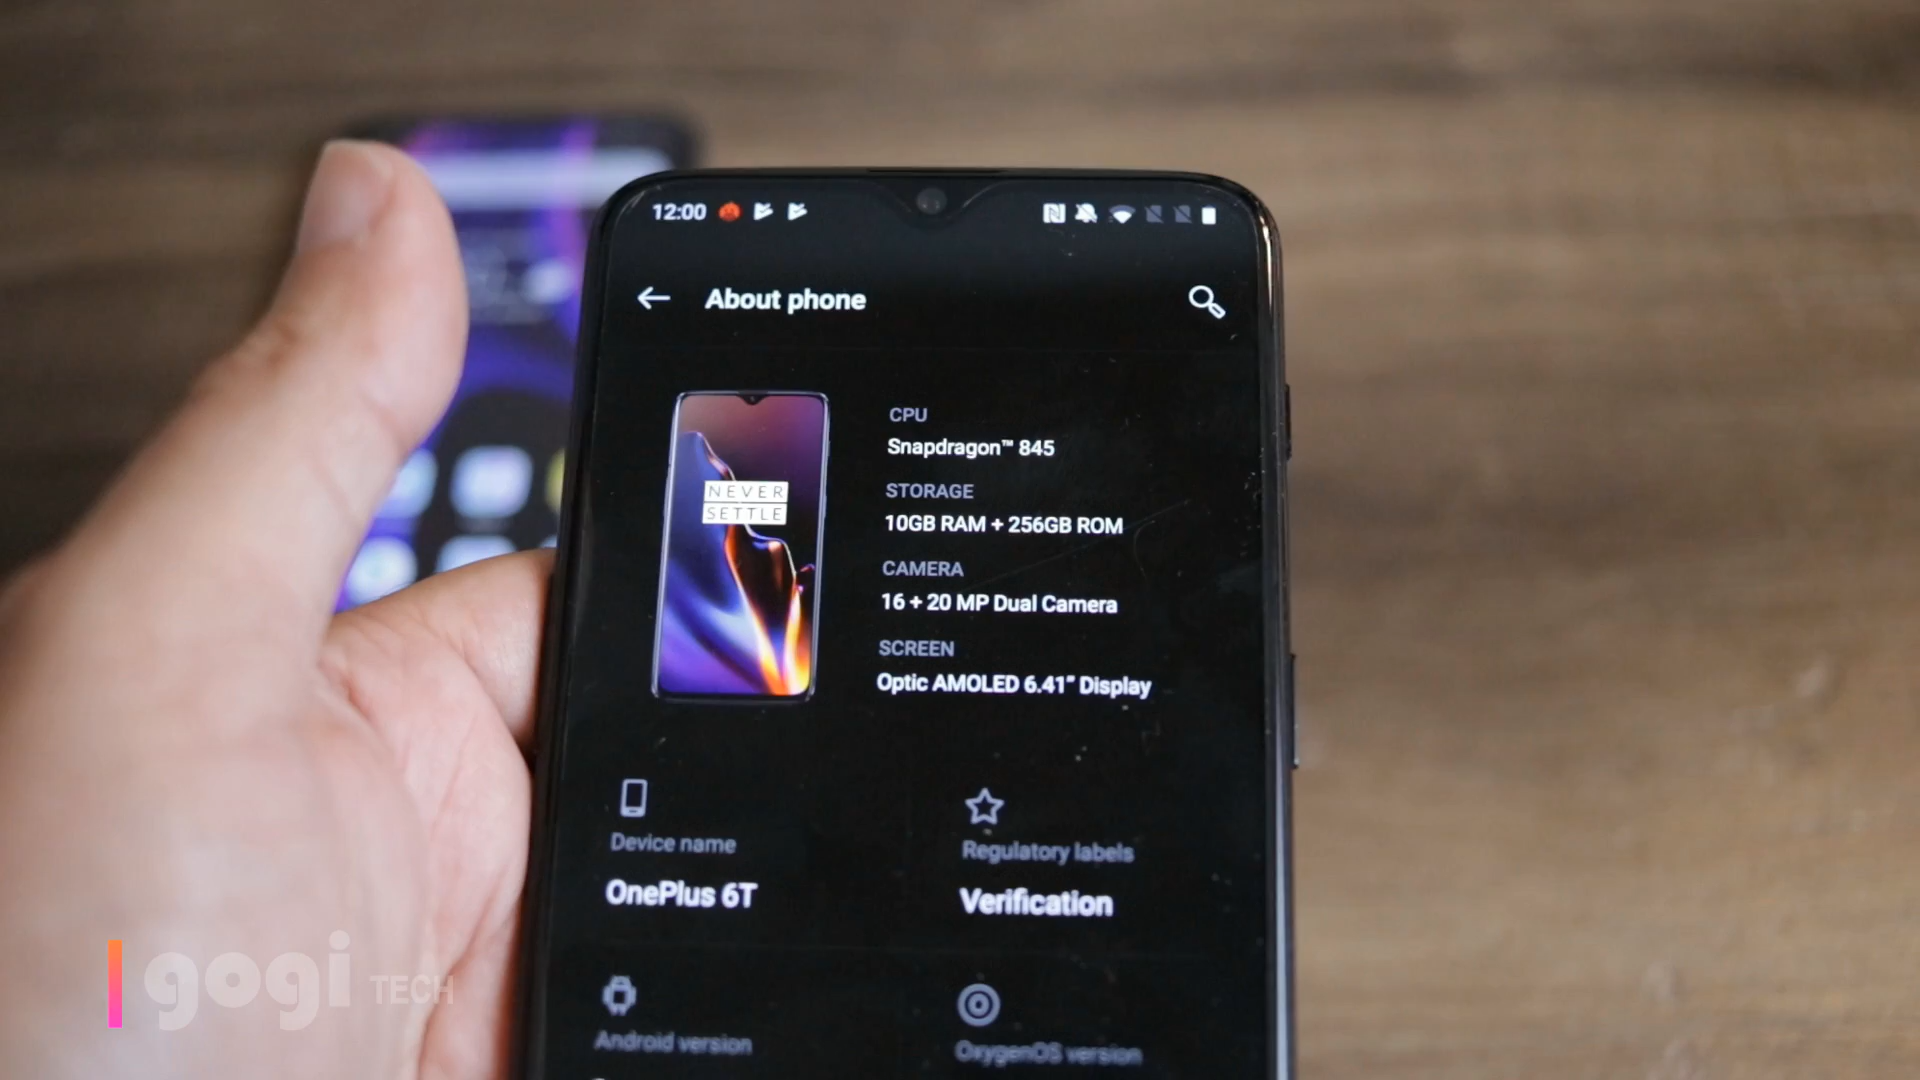 12:00
About phone
CPU
Snapdragon™ 845
STORAGE
10GB RAM + 256GB ROM
CAMERA
16 + 20 MP Dual Camera
SCREEN
Optic AMOLED 6.41" Display
NEVER
SETTLE
Device name
OnePlus 6T
Regulatory labels
Verification
Android version
OxygenOS version
gogi TECH